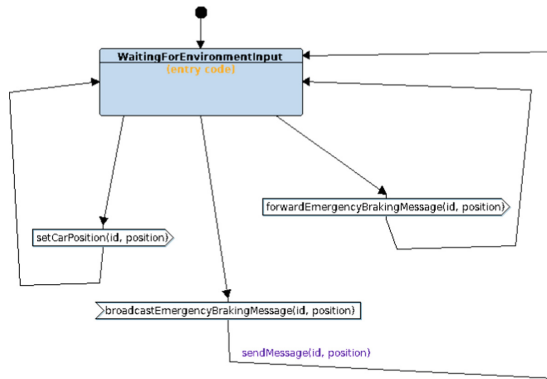 WaitingForEnvironmentInput
(entry code)
forwardEmergencyBrakingMessage(id, position)
setCarPosition(id, position)
broadcastEmergencyBrakingMessage(id, position)
sendMessage(id, position)